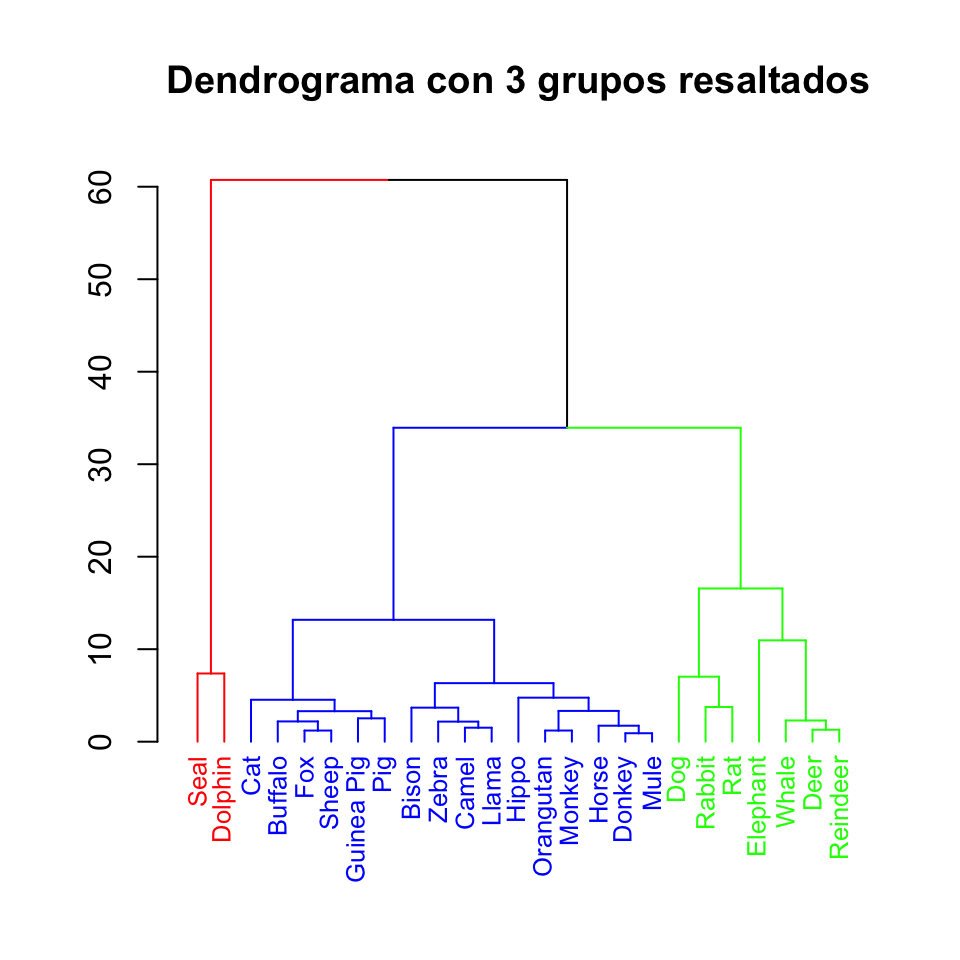 Dendrograma con 3 grupos resaltados
60
50
40
30
20
10
0
Seal
Dolphin
Cat
Buffalo
Fox
Sheep
Guinea Pig
Pig
Bison
Zebra
Camel
Llama
Hippo
Orangutan
Monkey
Horse
Donkey
Mule
Dog
Rabbit
Rat
Elephant
Whale
Deer
Reindeer